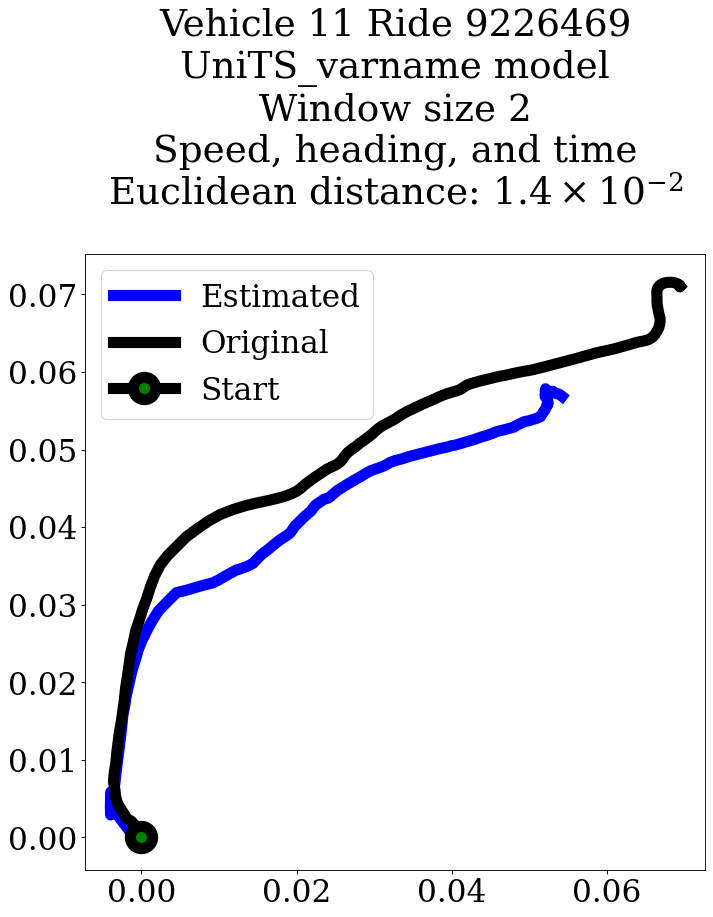 Vehicle 11 Ride 9226469
UniTS_varname model
Window size 2
Speed, heading, and time
Euclidean distance: 1.4 × 10⁻²
Estimated
Original
Start
0.07
0.06
0.05
0.04
0.03
0.02
0.01
0.00
0.00 0.02 0.04 0.06